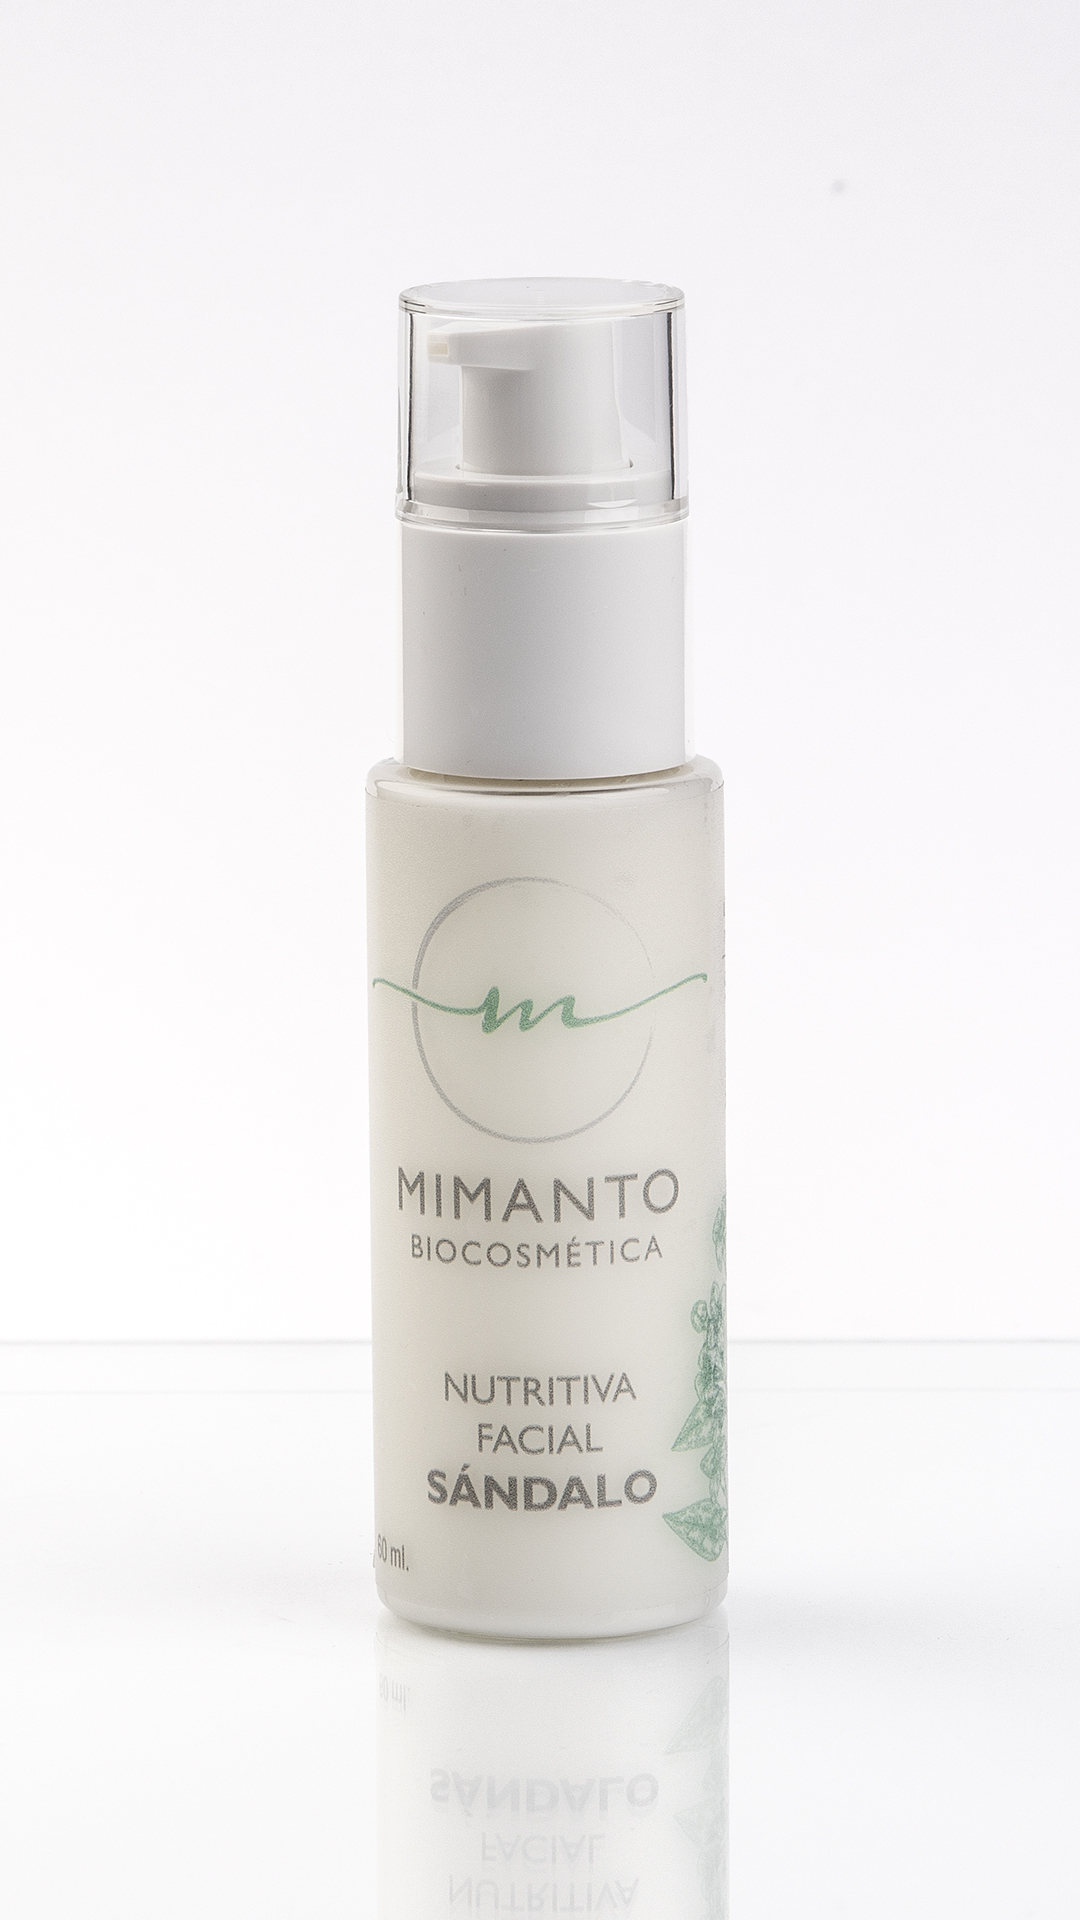 m
MIMANTO
BIOCOSMÉTICA
NUTRITIVA
FACIAL
SÁNDALO
60 ml.